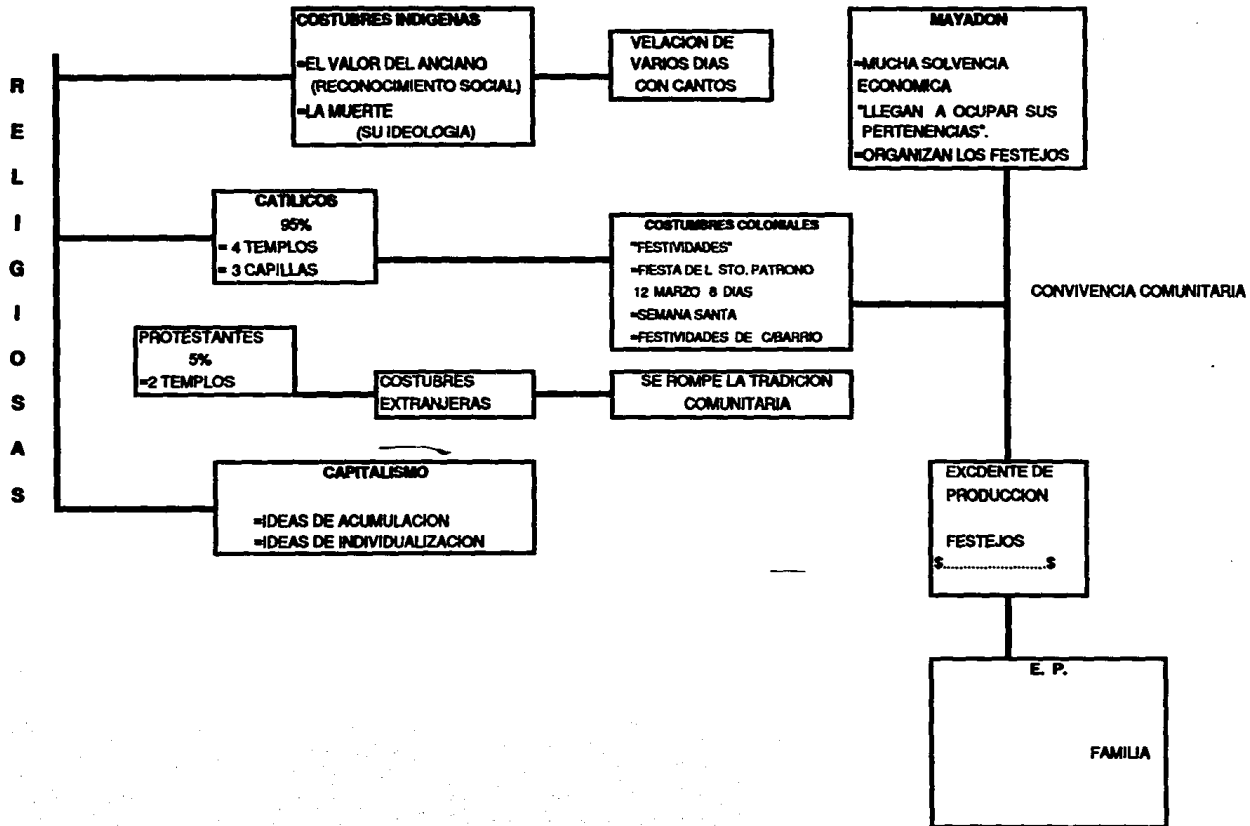 RELIGIOSAS
COSTUBRES INDIGENAS
=EL VALOR DEL ANCIANO
(RECONOCIMIENTO SOCIAL)
=LA MUERTE
(SU IDEOLOGIA)
VELACION DE
VARIOS DIAS
CON CANTOS
MAYADON
=MUCHA SOLVENCIA
ECONOMICA
"LLEGAN A OCUPAR SUS
PERTENENCIAS".
=ORGANIZAN LOS FESTEJOS
CATILICOS
95%
= 4 TEMPLOS
= 3 CAPILLAS
COSTUMBRES COLONIALES
"FESTIVIDADES"
=FIESTA DE L STO. PATRONO
12 MARZO 8 DIAS
=SEMANA SANTA
=FESTIVIDADES DE C/BARRIO
CONVIVENCIA COMUNITARIA
PROTESTANTES
5%
=2 TEMPLOS
COSTUBRES
EXTRANJERAS
SE ROMPE LA TRADICION
COMUNITARIA
CAPITALISMO
=IDEAS DE ACUMULACION
=IDEAS DE INDIVIDUALIZACION
EXCDENTE DE
PRODUCCION
FESTEJOS
$......................$
E. P.
FAMILIA